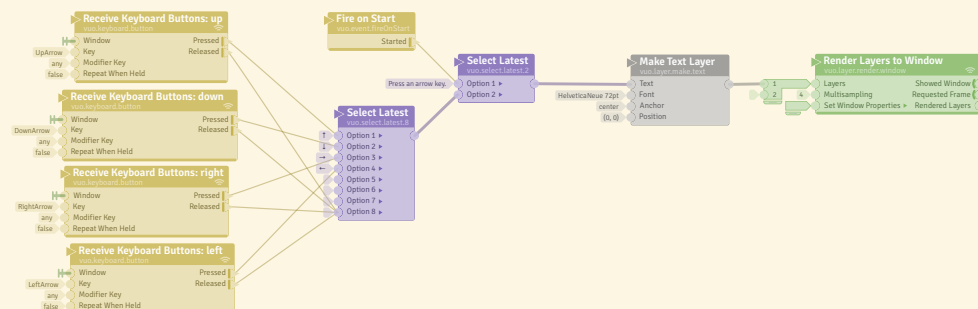 Receive Keyboard Buttons: up
vuo.keyboard.button
Window
Pressed
UpArrow
Key
Released
any
Modifier Key
false
Repeat When Held
Receive Keyboard Buttons: down
vuo.keyboard.button
Window
Pressed
DownArrow
Key
Released
any
Modifier Key
false
Repeat When Held
Receive Keyboard Buttons: right
vuo.keyboard.button
Window
Pressed
RightArrow
Key
Released
any
Modifier Key
false
Repeat When Held
Receive Keyboard Buttons: left
vuo.keyboard.button
Window
Pressed
LeftArrow
Key
Released
any
Modifier Key
false
Repeat When Held
Fire on Start
vuo.event.fireOnStart
Started
Select Latest
vuo.select.latest.8
↑
Option 1
↓
Option 2
→
Option 3
←
Option 4
Option 5
Option 6
Option 7
Option 8
Select Latest
vuo.select.latest.2
Press an arrow key.
Option 1
Option 2
Make Text Layer
vuo.layer.make.text
Text
HelveticaNeue 72pt
Font
center
Anchor
(0, 0)
Position
1
2
Render Layers to Window
vuo.layer.render.window
Layers
Showed Window
4
Multisampling
Requested Frame
Set Window Properties
Rendered Layers